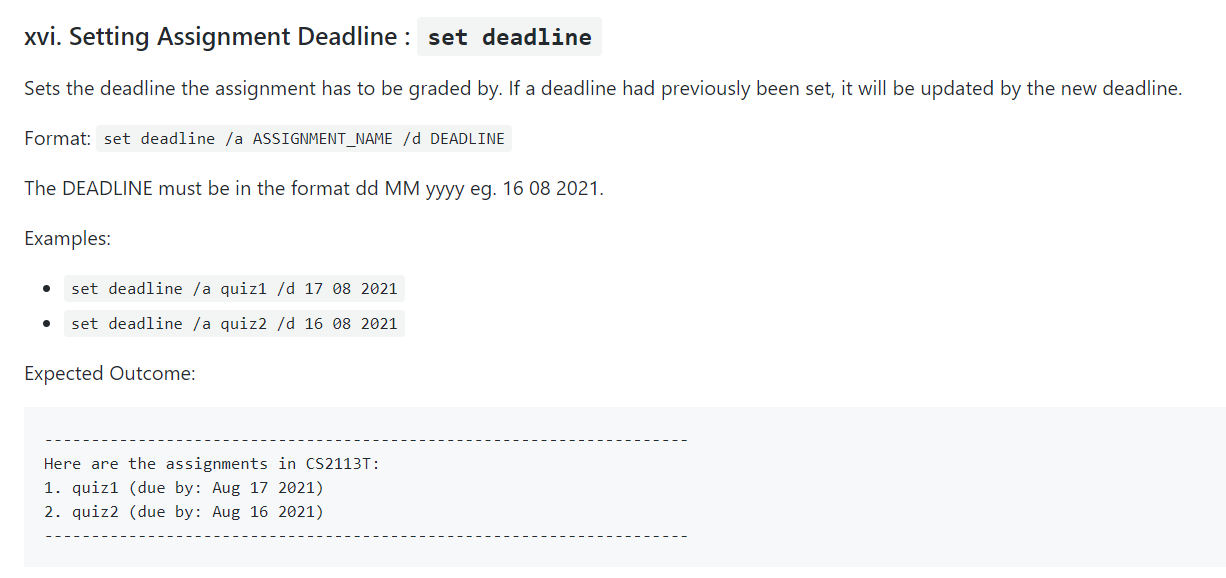 xvi. Setting Assignment Deadline : set deadline
Sets the deadline the assignment has to be graded by. If a deadline had previously been set, it will be updated by the new deadline.
Format: set deadline /a ASSIGNMENT_NAME /d DEADLINE
The DEADLINE must be in the format dd MM yyyy eg. 16 08 2021.
Examples:
• set deadline /a quiz1 /d 17 08 2021
• set deadline /a quiz2 /d 16 08 2021
Expected Outcome:
---------------------------------------------------------------------
Here are the assignments in CS2113T:
1. quiz1 (due by: Aug 17 2021)
2. quiz2 (due by: Aug 16 2021)
---------------------------------------------------------------------